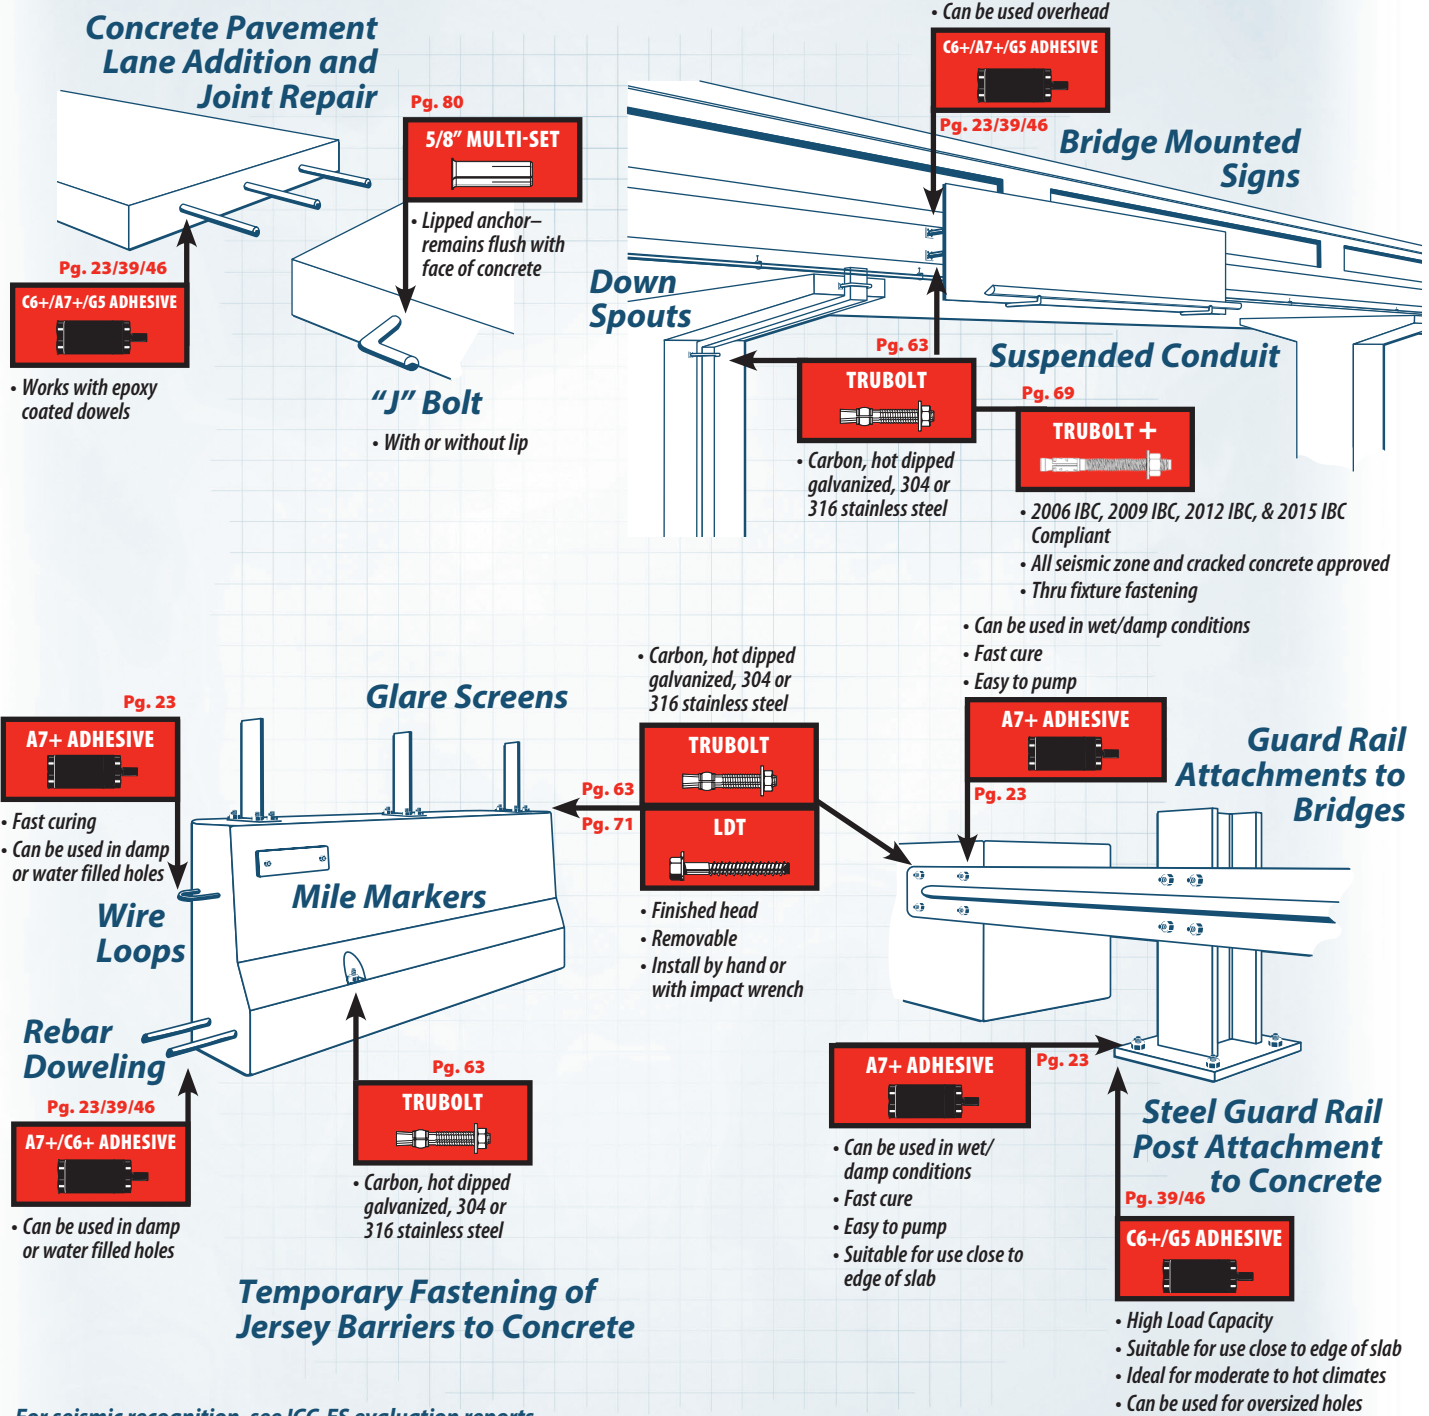 Concrete Pavement
Lane Addition and
Joint Repair
Pg. 80
5/8” MULTI-SET
• Lipped anchor–
remains flush with
face of concrete
Pg. 23/39/46
C6+/A7+/G5 ADHESIVE
• Works with epoxy
coated dowels
“J” Bolt
• With or without lip
• Can be used overhead
C6+/A7+/G5 ADHESIVE
Pg. 23/39/46
Bridge Mounted
Signs
Down
Spouts
Pg. 63
TRUBOLT
• Carbon, hot dipped
galvanized, 304 or
316 stainless steel
Suspended Conduit
Pg. 69
TRUBOLT +
• 2006 IBC, 2009 IBC, 2012 IBC, & 2015 IBC
Compliant
• All seismic zone and cracked concrete approved
• Thru fixture fastening
Pg. 23
A7+ ADHESIVE
• Fast curing
• Can be used in damp
or water filled holes
Wire
Loops
Glare Screens
Mile Markers
• Carbon, hot dipped
galvanized, 304 or
316 stainless steel
TRUBOLT
Pg. 63
Pg. 71
LDT
• Finished head
• Removable
• Install by hand or
with impact wrench
• Can be used in wet/damp conditions
• Fast cure
• Easy to pump
A7+ ADHESIVE
Pg. 23
Guard Rail
Attachments to
Bridges
Rebar
Doweling
Pg. 23/39/46
A7+/C6+ ADHESIVE
• Can be used in damp
or water filled holes
Pg. 63
TRUBOLT
• Carbon, hot dipped
galvanized, 304 or
316 stainless steel
Temporary Fastening of
Jersey Barriers to Concrete
A7+ ADHESIVE
Pg. 23
• Can be used in wet/
damp conditions
• Fast cure
• Easy to pump
• Suitable for use close to
edge of slab
Steel Guard Rail
Post Attachment
to Concrete
Pg. 39/46
C6+/G5 ADHESIVE
• High Load Capacity
• Suitable for use close to edge of slab
• Ideal for moderate to hot climates
• Can be used for oversized holes
For seismic recognition, see ICC-ES evaluation reports